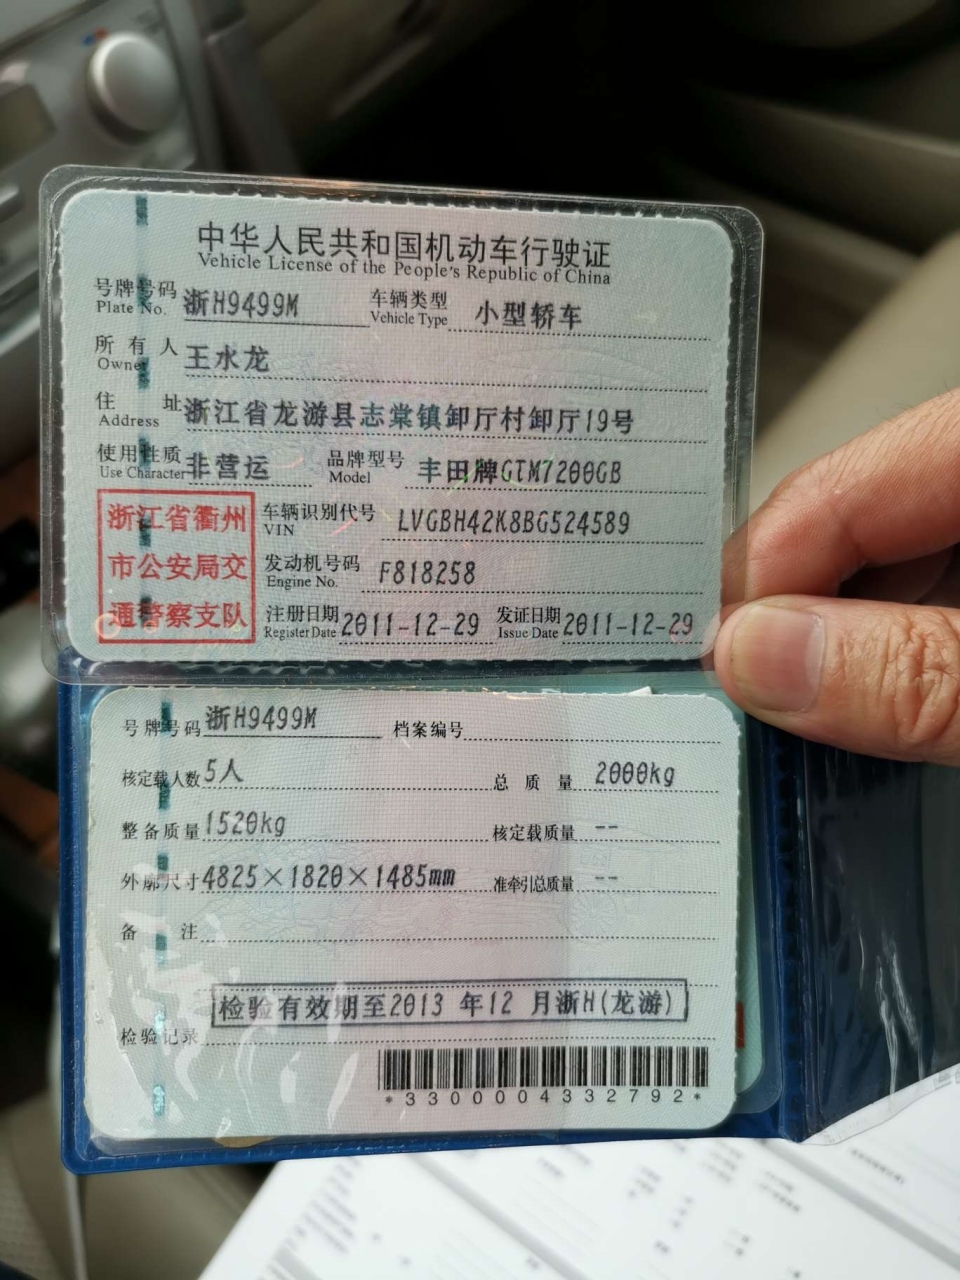 中华人民共和国机动车行驶证
Vehicle License of the People's Republic of China
号牌号码 浙H9499M 车辆类型 小型轿车
Plate No. Vehicle Type
所有人 王水龙
Owner
住址 浙江省龙游县志棠镇卸厅村卸厅19号
Address
使用性质 非营运 品牌型号 丰田牌GTM7200GB
Use Character Model
浙江省衢州
市公安局交
通警察支队
车辆识别代号 LVGBH42K8BG524589
VIN
发动机号码 F818258
Engine No.
注册日期 2011-12-29 发证日期 2011-12-29
Register Date Issue Date
号牌号码 浙H9499M 档案编号
核定载人数 5人 总质量 2000kg
整备质量 1520kg 核定载质量 --
外廓尺寸 4825×1820×1485mm 准牵引总质量 --
备注
检验有效期至2013 年12 月浙H(龙游)
检验记录
*3300004332792*